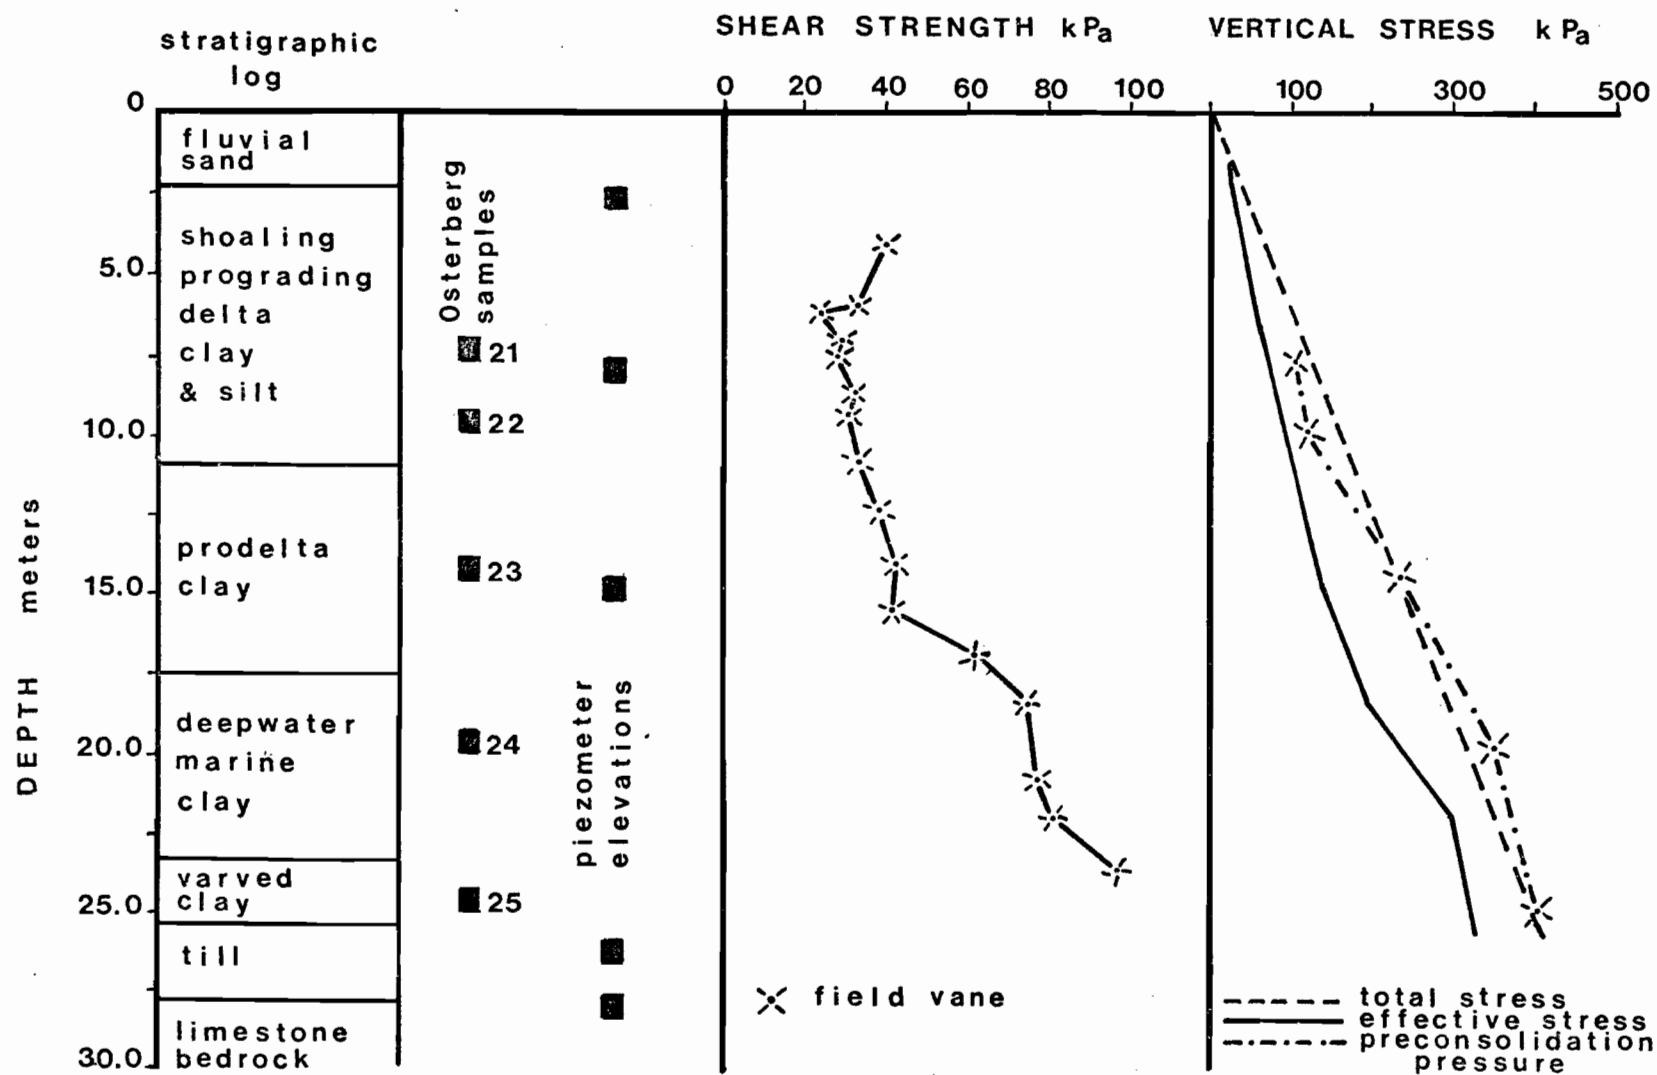 stratigraphic
log
SHEAR STRENGTH kPa
VERTICAL STRESS kPa
0 20 40 60 80 100
100 300 500
0
5.0
10.0
15.0
20.0
25.0
30.0
DEPTH meters
fluvial
sand
shoaling
prograding
delta
clay
& silt
prodelta
clay
deepwater
marine
clay
varved
clay
till
limestone
bedrock
Osterberg
samples
21
22
23
24
25
piezometer
elevations
field vane
total stress
effective stress
preconsolidation
pressure